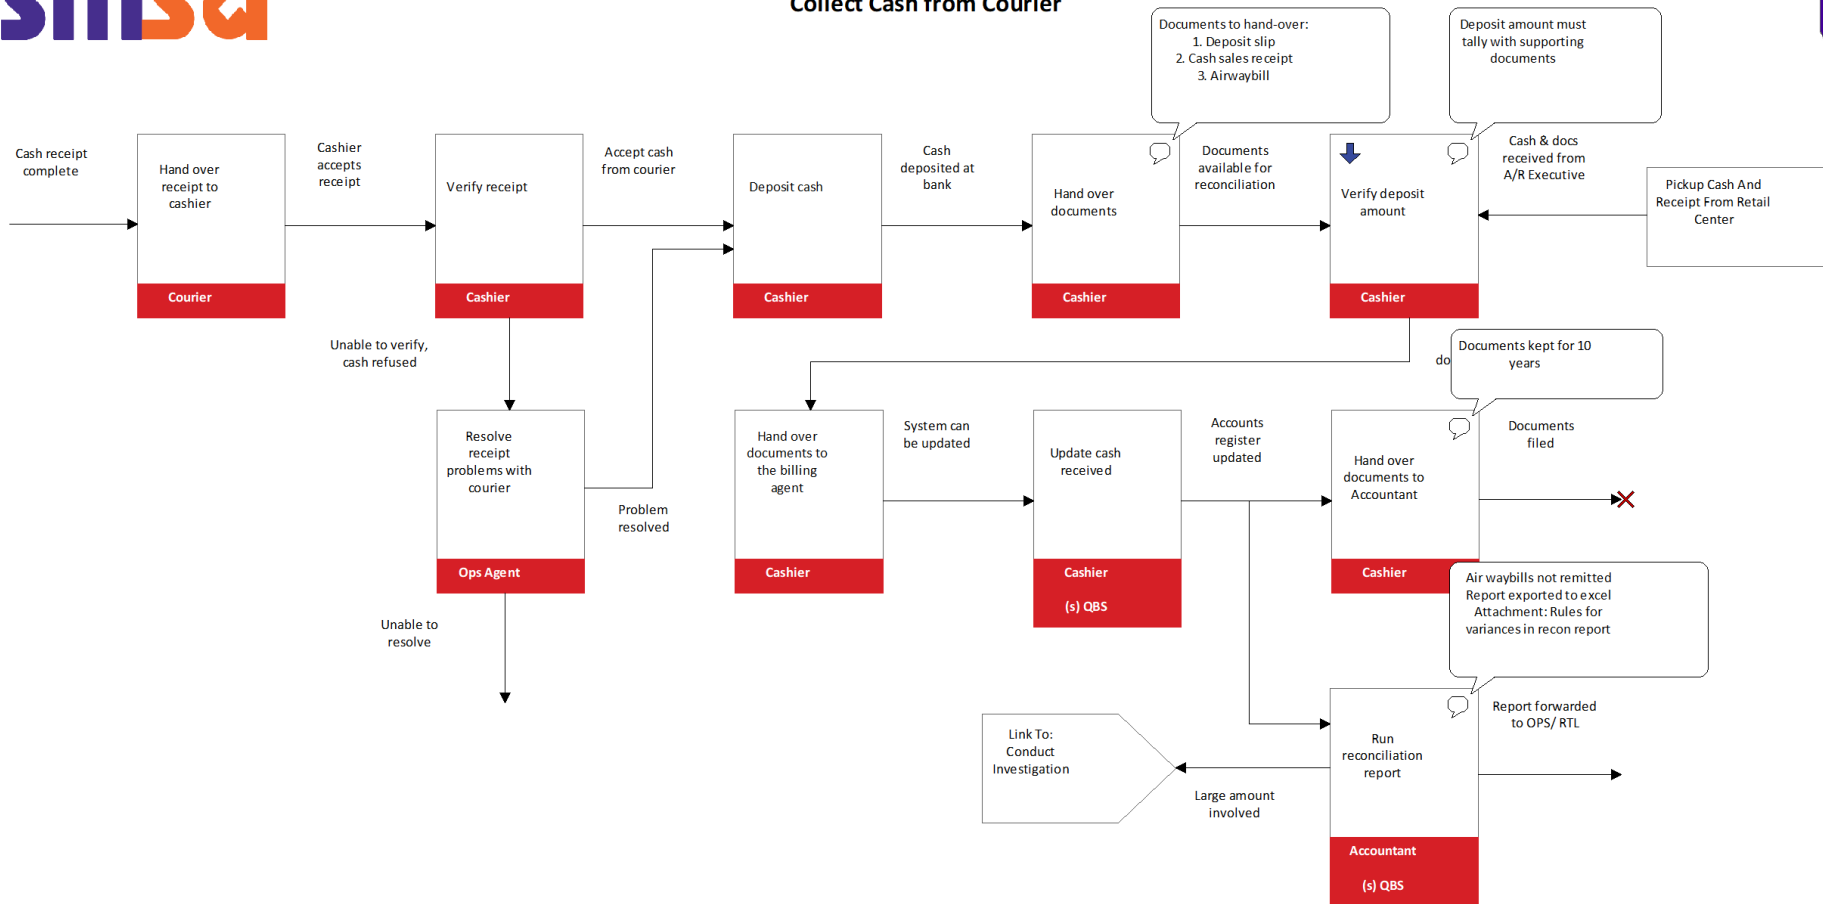 Collect Cash from Courier
Documents to hand-over:
1. Deposit slip
2. Cash sales receipt
3. Airwaybill
Deposit amount must
tally with supporting
documents
Cash receipt
complete
Hand over
receipt to
cashier
Courier
Cashier
accepts
receipt
Verify receipt
Cashier
Accept cash
from courier
Deposit cash
Cashier
Cash
deposited at
bank
Hand over
documents
Cashier
Documents
available for
reconciliation
Verify deposit
amount
Cashier
Cash & docs
received from
A/R Executive
Pickup Cash And
Receipt From Retail
Center
Unable to verify,
cash refused
do
Documents kept for 10
years
Resolve
receipt
problems with
courier
Ops Agent
Problem
resolved
Hand over
documents to
the billing
agent
Cashier
System can
be updated
Update cash
received
Cashier
(s) QBS
Accounts
register
updated
Hand over
documents to
Accountant
Cashier
Documents
filed
Unable to
resolve
Air waybills not remitted
Report exported to excel
Attachment: Rules for
variances in recon report
Link To:
Conduct
Investigation
Large amount
involved
Run
reconciliation
report
Accountant
(s) QBS
Report forwarded
to OPS/ RTL